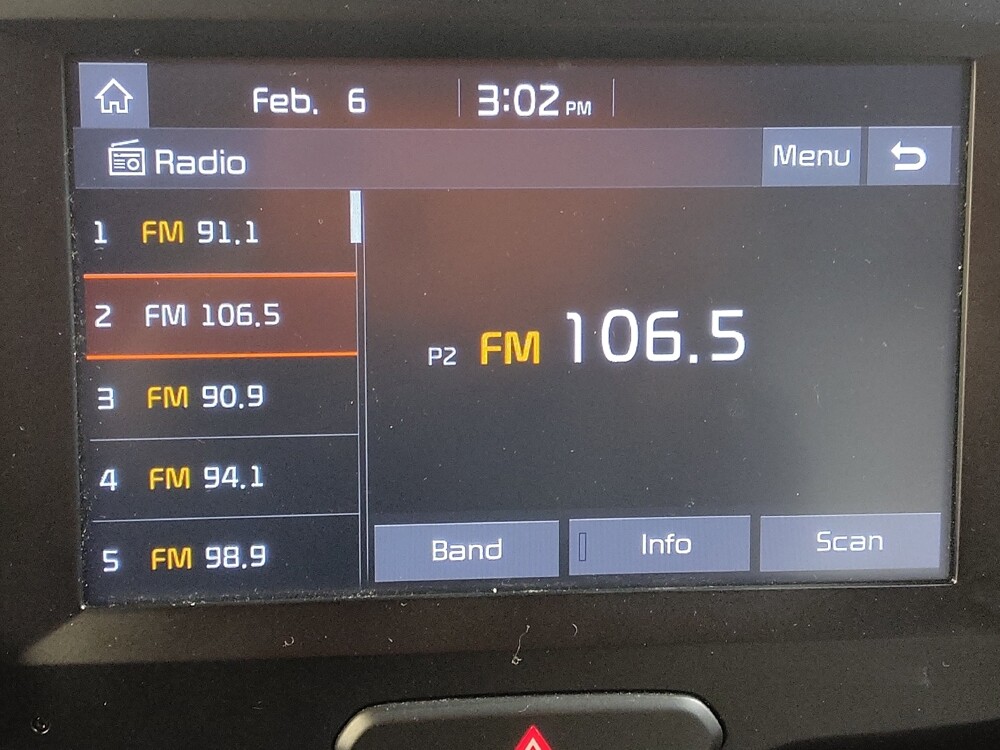 Feb. 6 3:02 PM
Radio Menu
1 FM 91.1
2 FM 106.5
3 FM 90.9
4 FM 94.1
5 FM 98.9
P2 FM 106.5
Band Info Scan